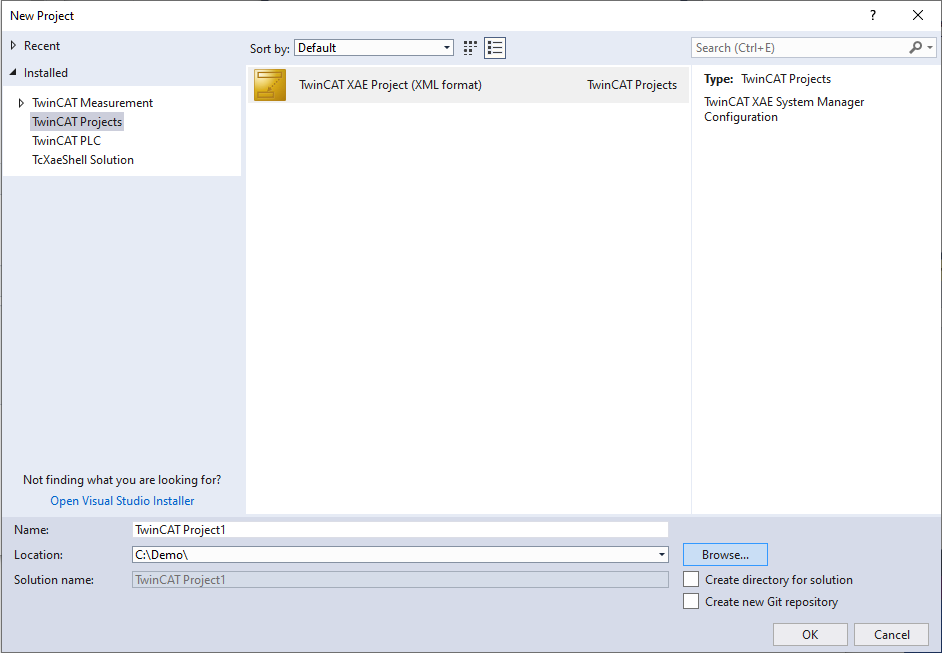 New Project
?
Recent
Installed
TwinCAT Measurement
TwinCAT Projects
TwinCAT PLC
TcXaeShell Solution
Not finding what you are looking for?
Open Visual Studio Installer
Sort by: Default
TwinCAT XAE Project (XML format) TwinCAT Projects
Search (Ctrl+E)
Type: TwinCAT Projects
TwinCAT XAE System Manager
Configuration
Name: TwinCAT Project1
Location: C:\Demo\ Browse...
Solution name: TwinCAT Project1
Create directory for solution
Create new Git repository
OK Cancel